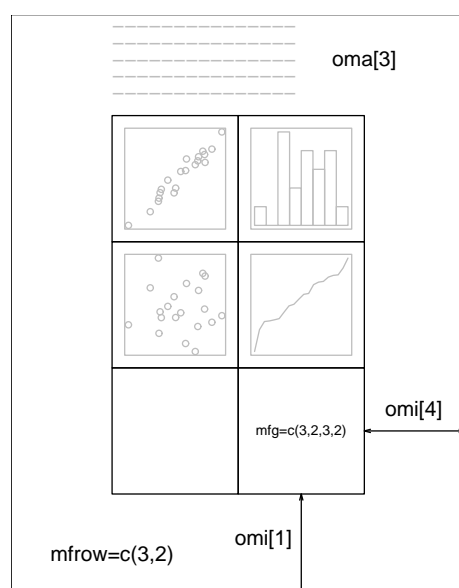 oma[3]
mfg=c(3,2,3,2)
omi[4]
omi[1]
mfrow=c(3,2)